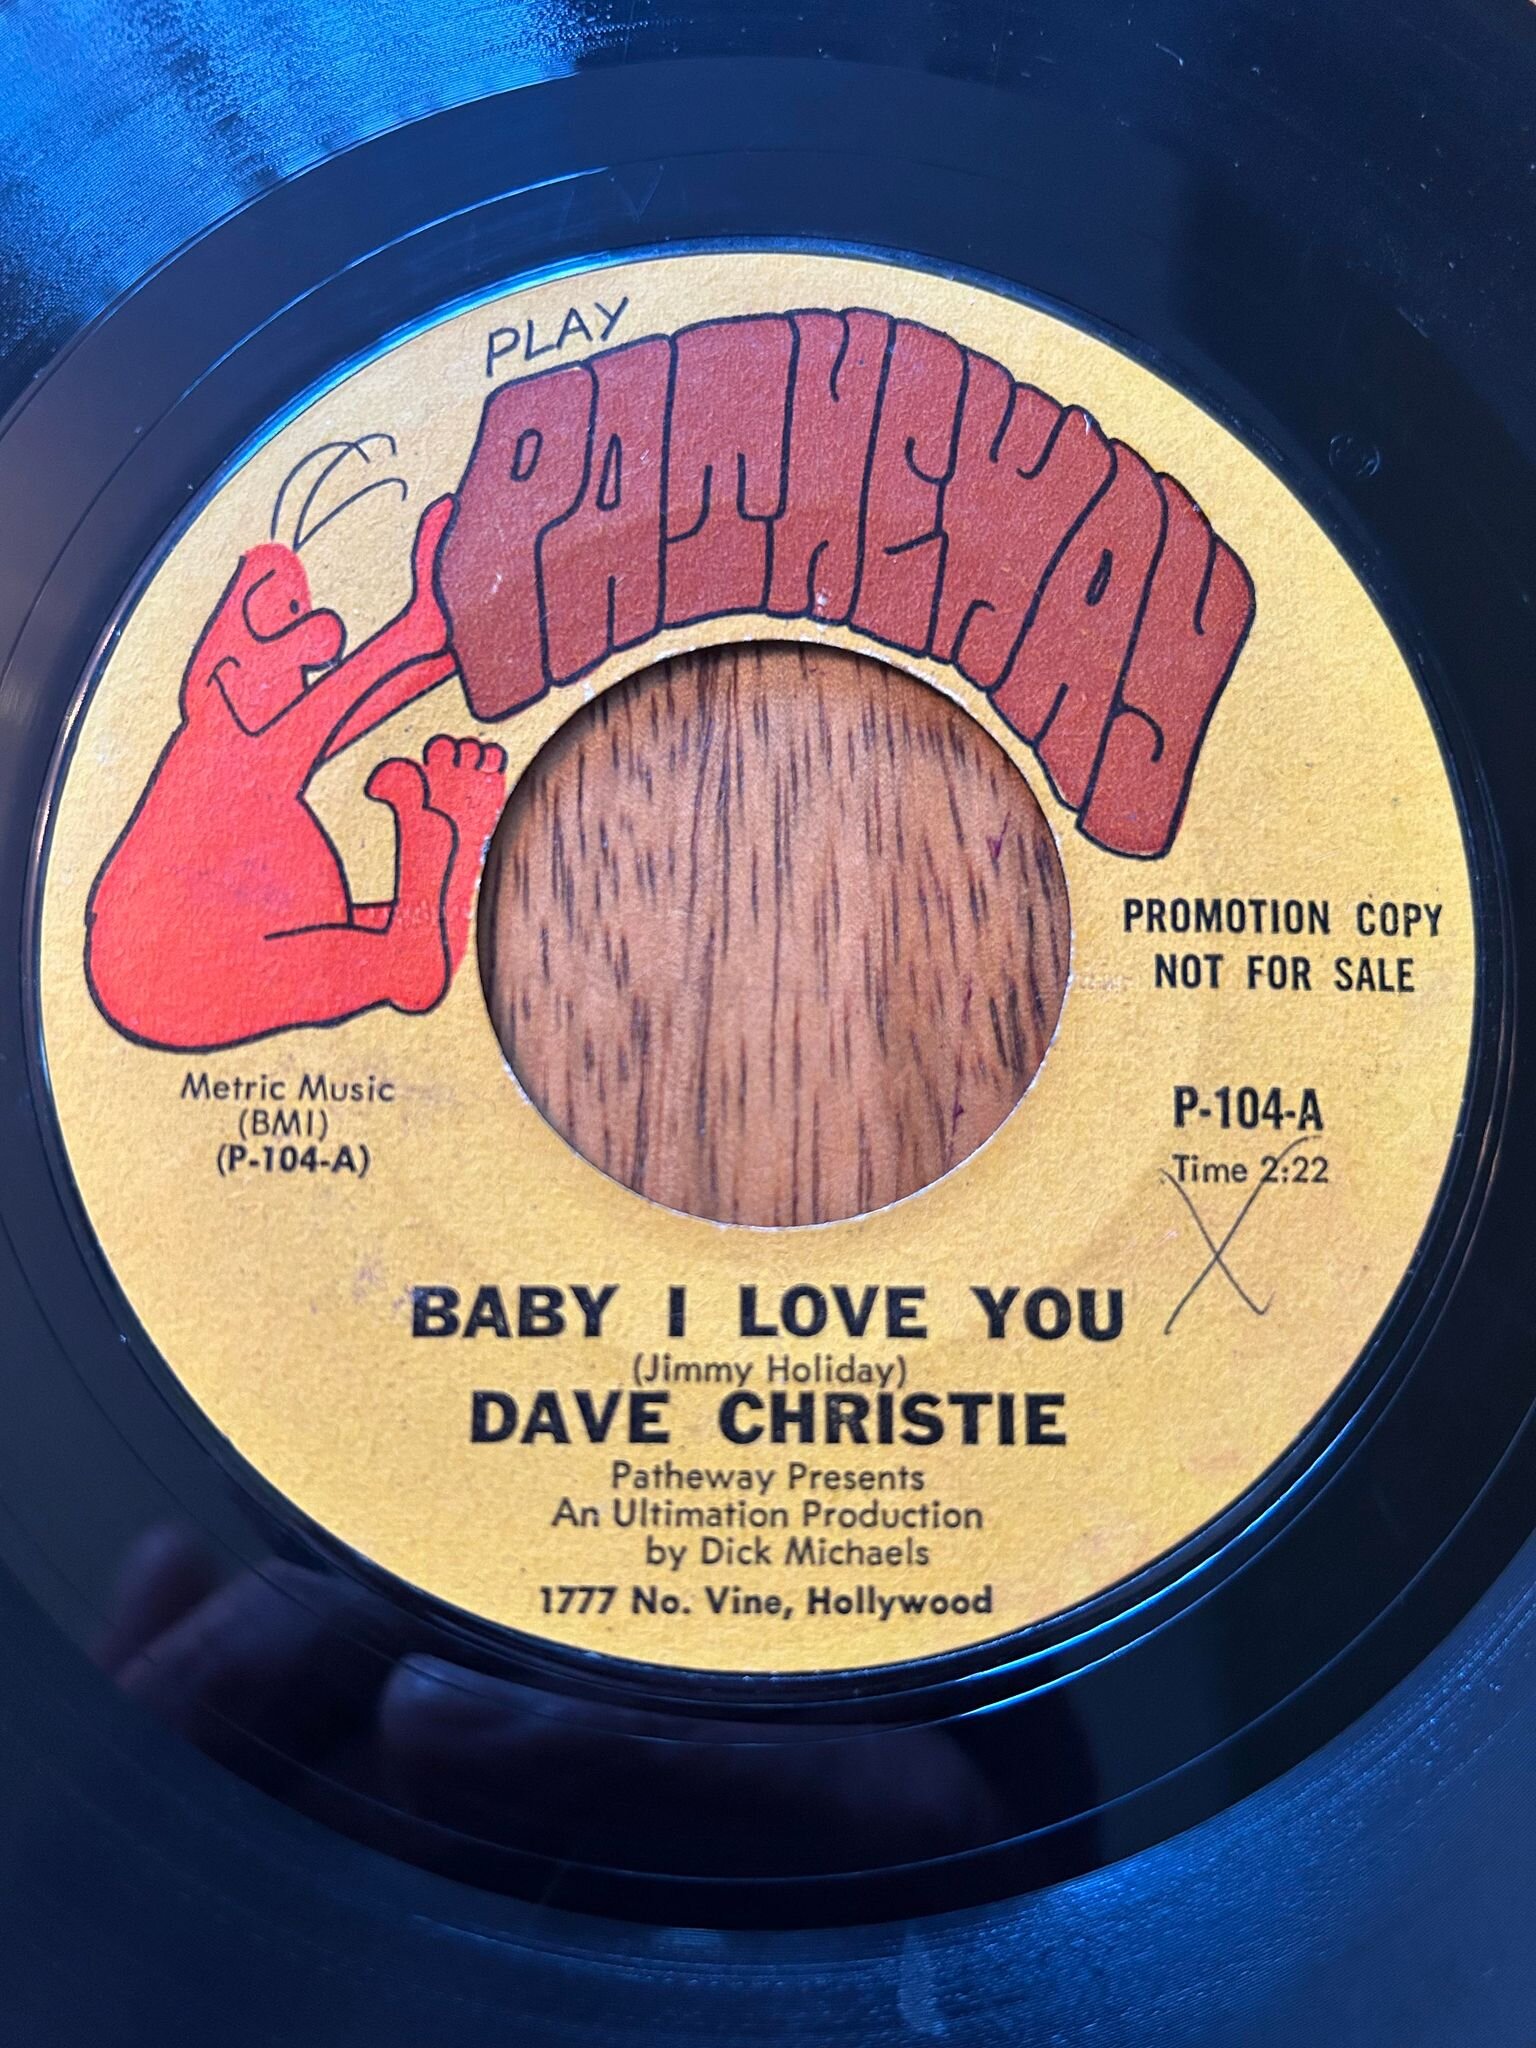 PLAY
PATHEWAY
PROMOTION COPY
NOT FOR SALE
Metric Music
(BMI)
(P-104-A)
P-104-A
Time 2:22
X
BABY I LOVE YOU
(Jimmy Holiday)
DAVE CHRISTIE
Patheway Presents
An Ultimation Production
by Dick Michaels
1777 No. Vine, Hollywood